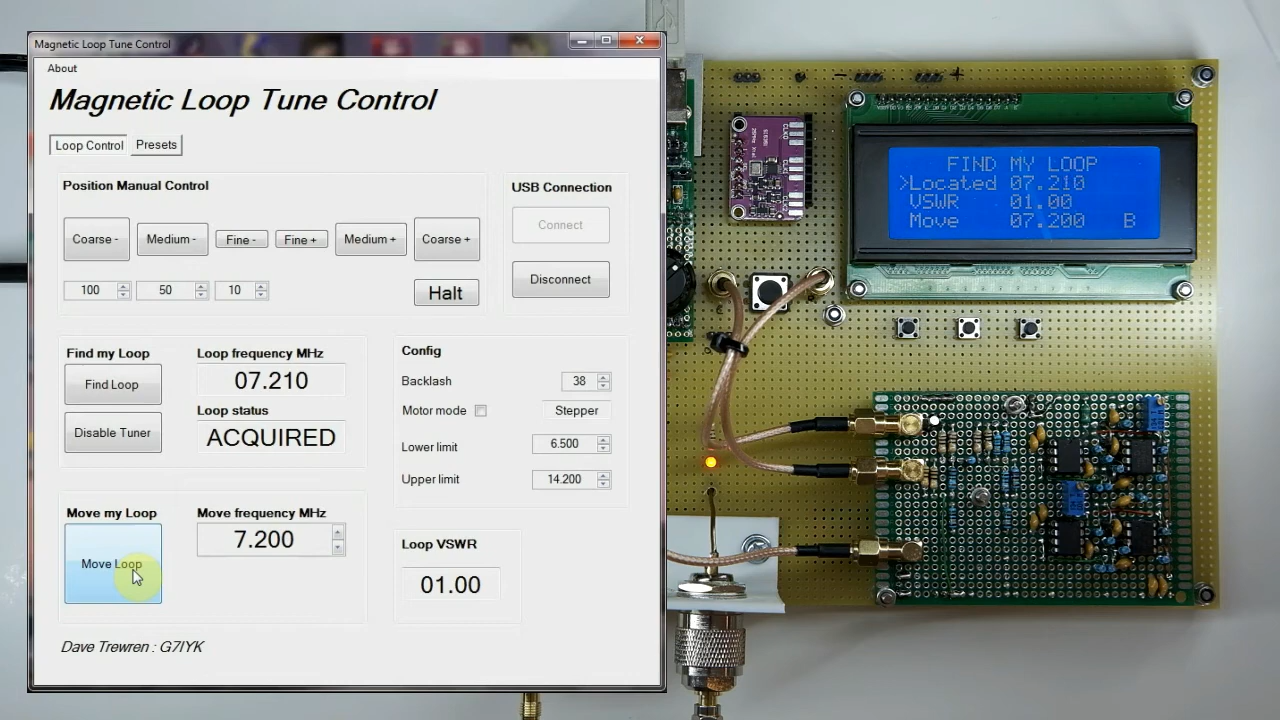 Magnetic Loop Tune Control
About
Magnetic Loop Tune Control
Loop Control Presets
Position Manual Control
Coarse - Medium - Fine - Fine + Medium + Coarse +
100 50 10
Halt
USB Connection
Connect
Disconnect
Find my Loop
Find Loop
Disable Tuner
Loop frequency MHz
07.210
Loop status
ACQUIRED
Config
Backlash 38
Motor mode Stepper
Lower limit 6.500
Upper limit 14.200
Move my Loop
Move Loop
Move frequency MHz
7.200
Loop VSWR
01.00
Dave Trewren : G7IYK
FIND MY LOOP
>Located 07.210
VSWR 01.00
Move 07.200 B
- +